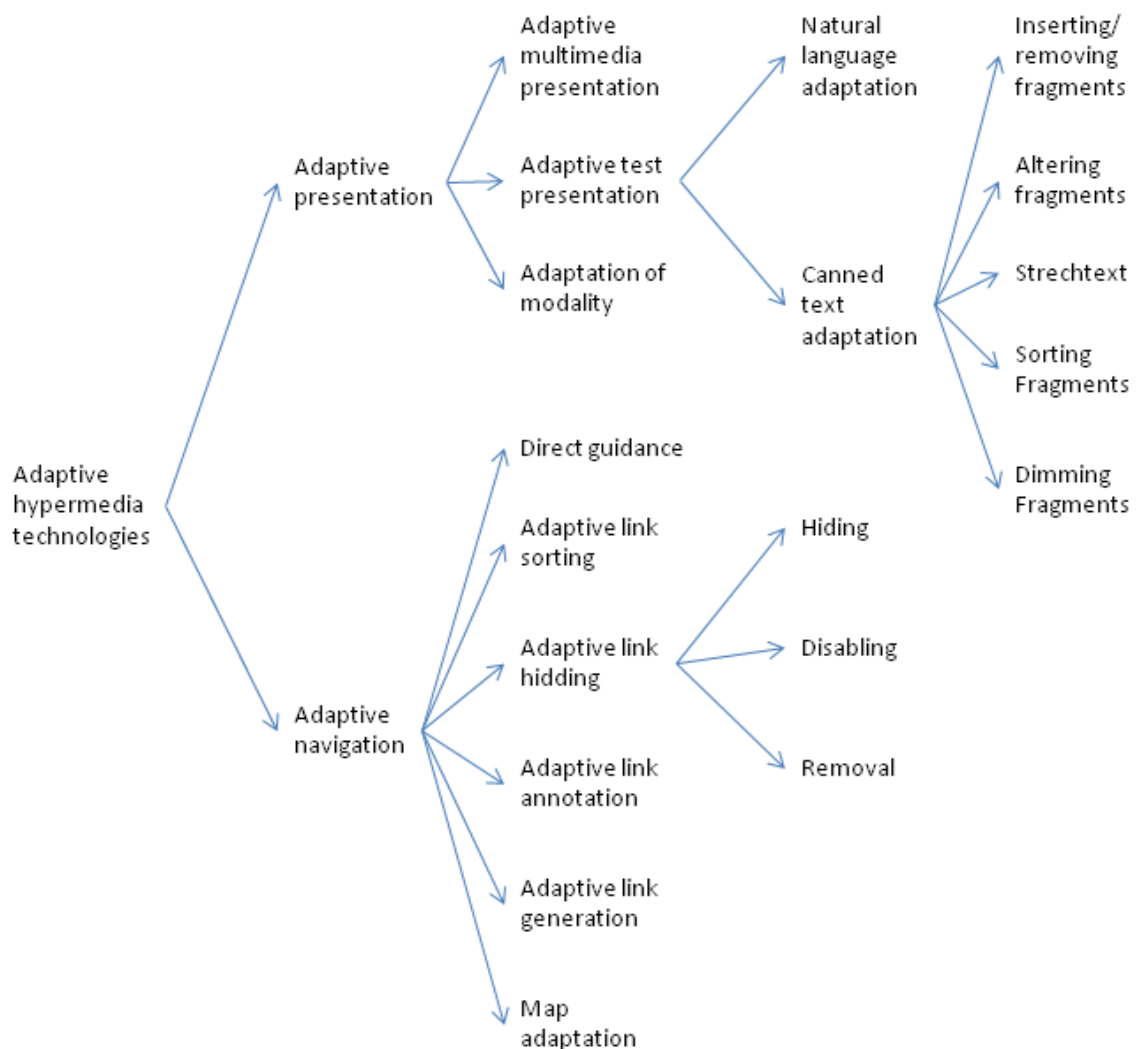 Adaptive
hypermedia
technologies
Adaptive
presentation
Adaptive
navigation
Adaptive
multimedia
presentation
Adaptive test
presentation
Adaptation of
modality
Direct guidance
Adaptive link
sorting
Adaptive link
hidding
Adaptive link
annotation
Adaptive link
generation
Map
adaptation
Natural
language
adaptation
Canned
text
adaptation
Hiding
Disabling
Removal
Inserting/
removing
fragments
Altering
fragments
Strechtext
Sorting
Fragments
Dimming
Fragments